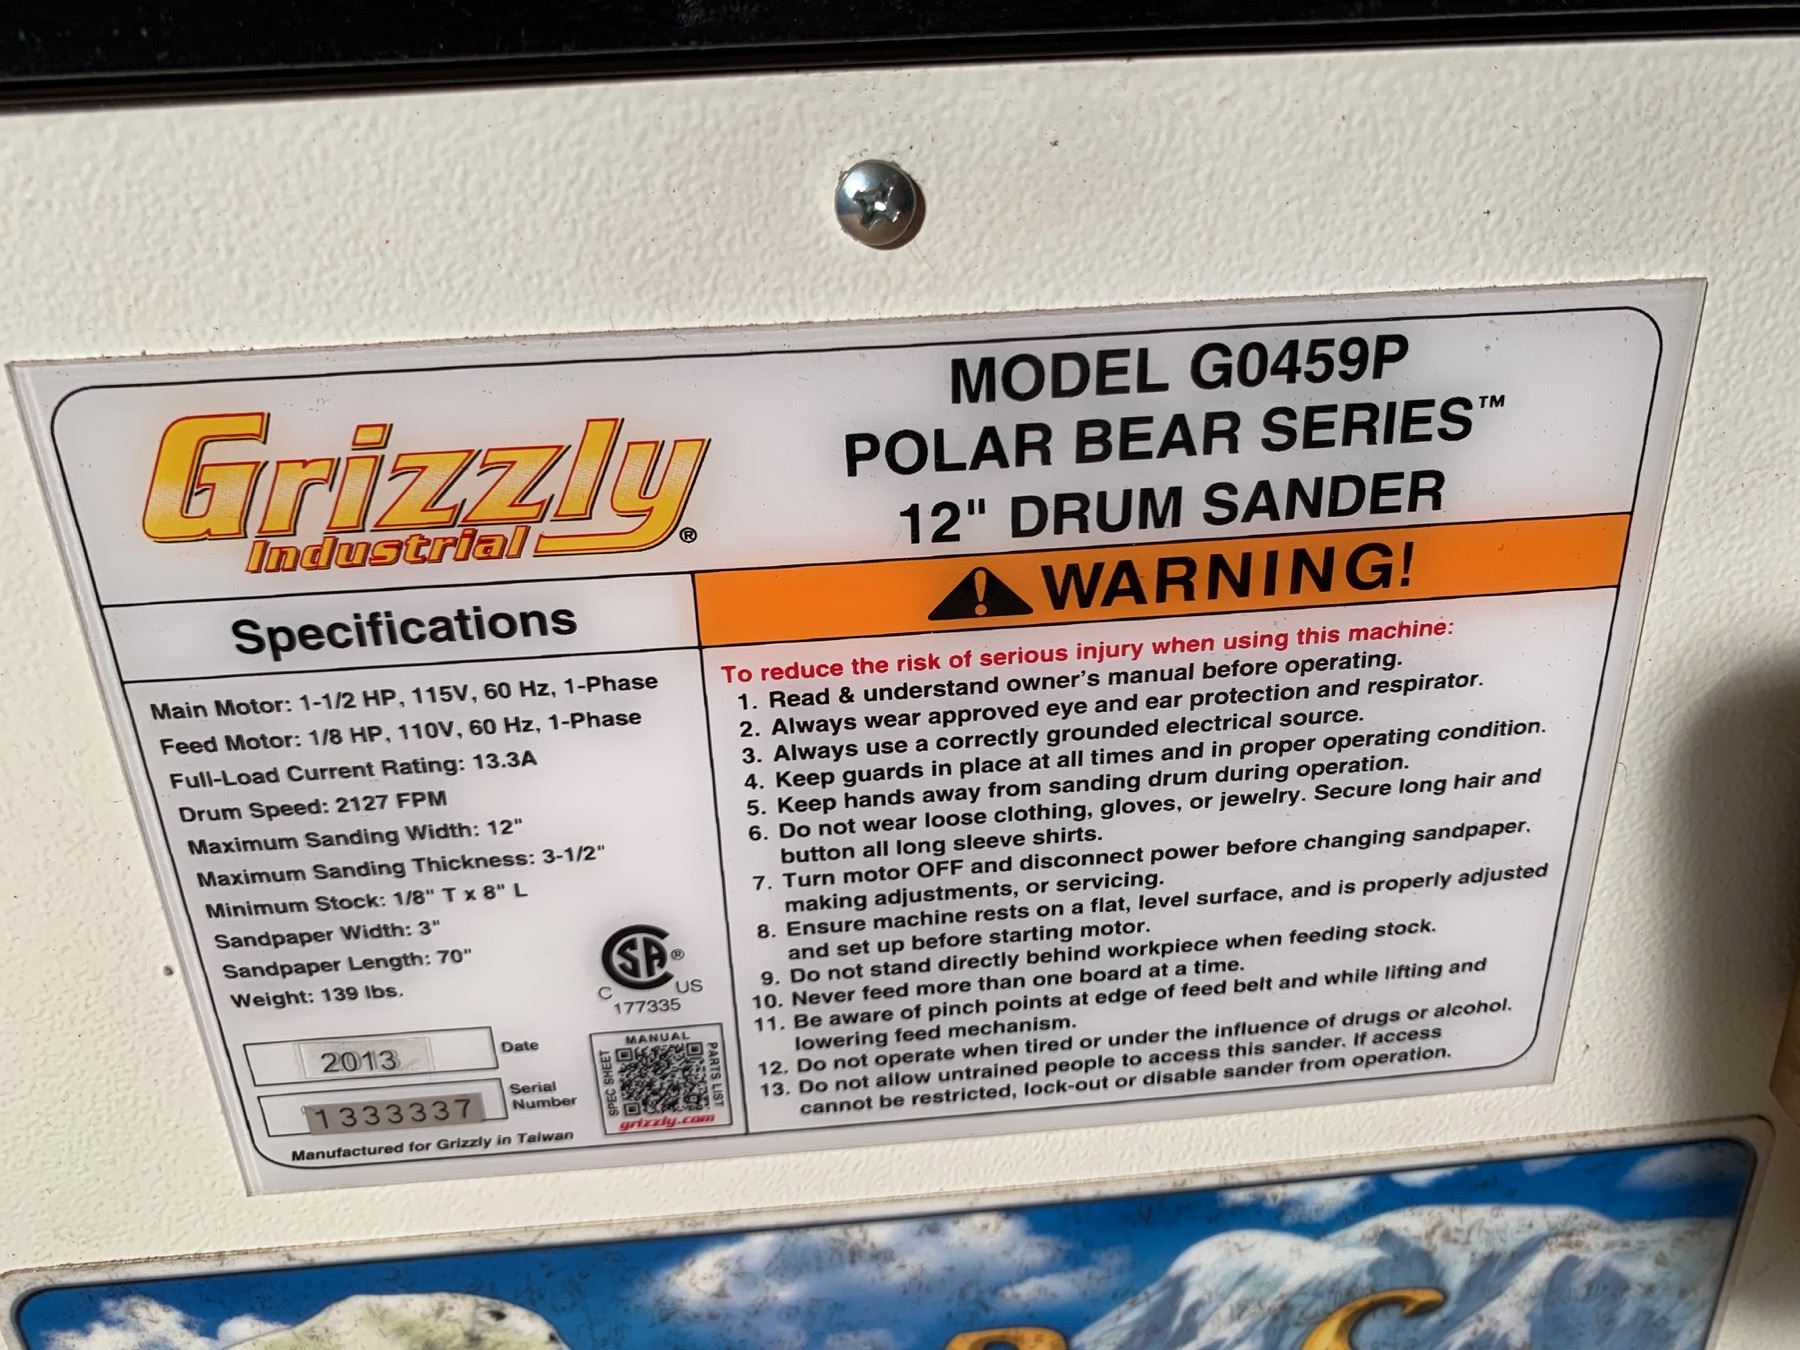 Grizzly
Industrial ®
MODEL G0459P
POLAR BEAR SERIES™
12" DRUM SANDER
Specifications
Main Motor: 1-1/2 HP, 115V, 60 Hz, 1-Phase
Feed Motor: 1/8 HP, 110V, 60 Hz, 1-Phase
Full-Load Current Rating: 13.3A
Drum Speed: 2127 FPM
Maximum Sanding Width: 12"
Maximum Sanding Thickness: 3-1/2"
Minimum Stock: 1/8" T x 8" L
Sandpaper Width: 3"
Sandpaper Length: 70"
Weight: 139 lbs.
SA ®
C US
177335
2013 Date
1333337 Serial
Number
Manufactured for Grizzly in Taiwan
MANUAL
SPEC SHEET
PARTS LIST
grizzly.com
WARNING!
To reduce the risk of serious injury when using this machine:
1. Read & understand owner's manual before operating.
2. Always wear approved eye and ear protection and respirator.
3. Always use a correctly grounded electrical source.
4. Keep guards in place at all times and in proper operating condition.
5. Keep hands away from sanding drum during operation.
6. Do not wear loose clothing, gloves, or jewelry. Secure long hair and
button all long sleeve shirts.
7. Turn motor OFF and disconnect power before changing sandpaper,
making adjustments, or servicing.
8. Ensure machine rests on a flat, level surface, and is properly adjusted
and set up before starting motor.
9. Do not stand directly behind workpiece when feeding stock.
10. Never feed more than one board at a time.
11. Be aware of pinch points at edge of feed belt and while lifting and
lowering feed mechanism.
12. Do not operate when tired or under the influence of drugs or alcohol.
13. Do not allow untrained people to access this sander. If access
cannot be restricted, lock-out or disable sander from operation.